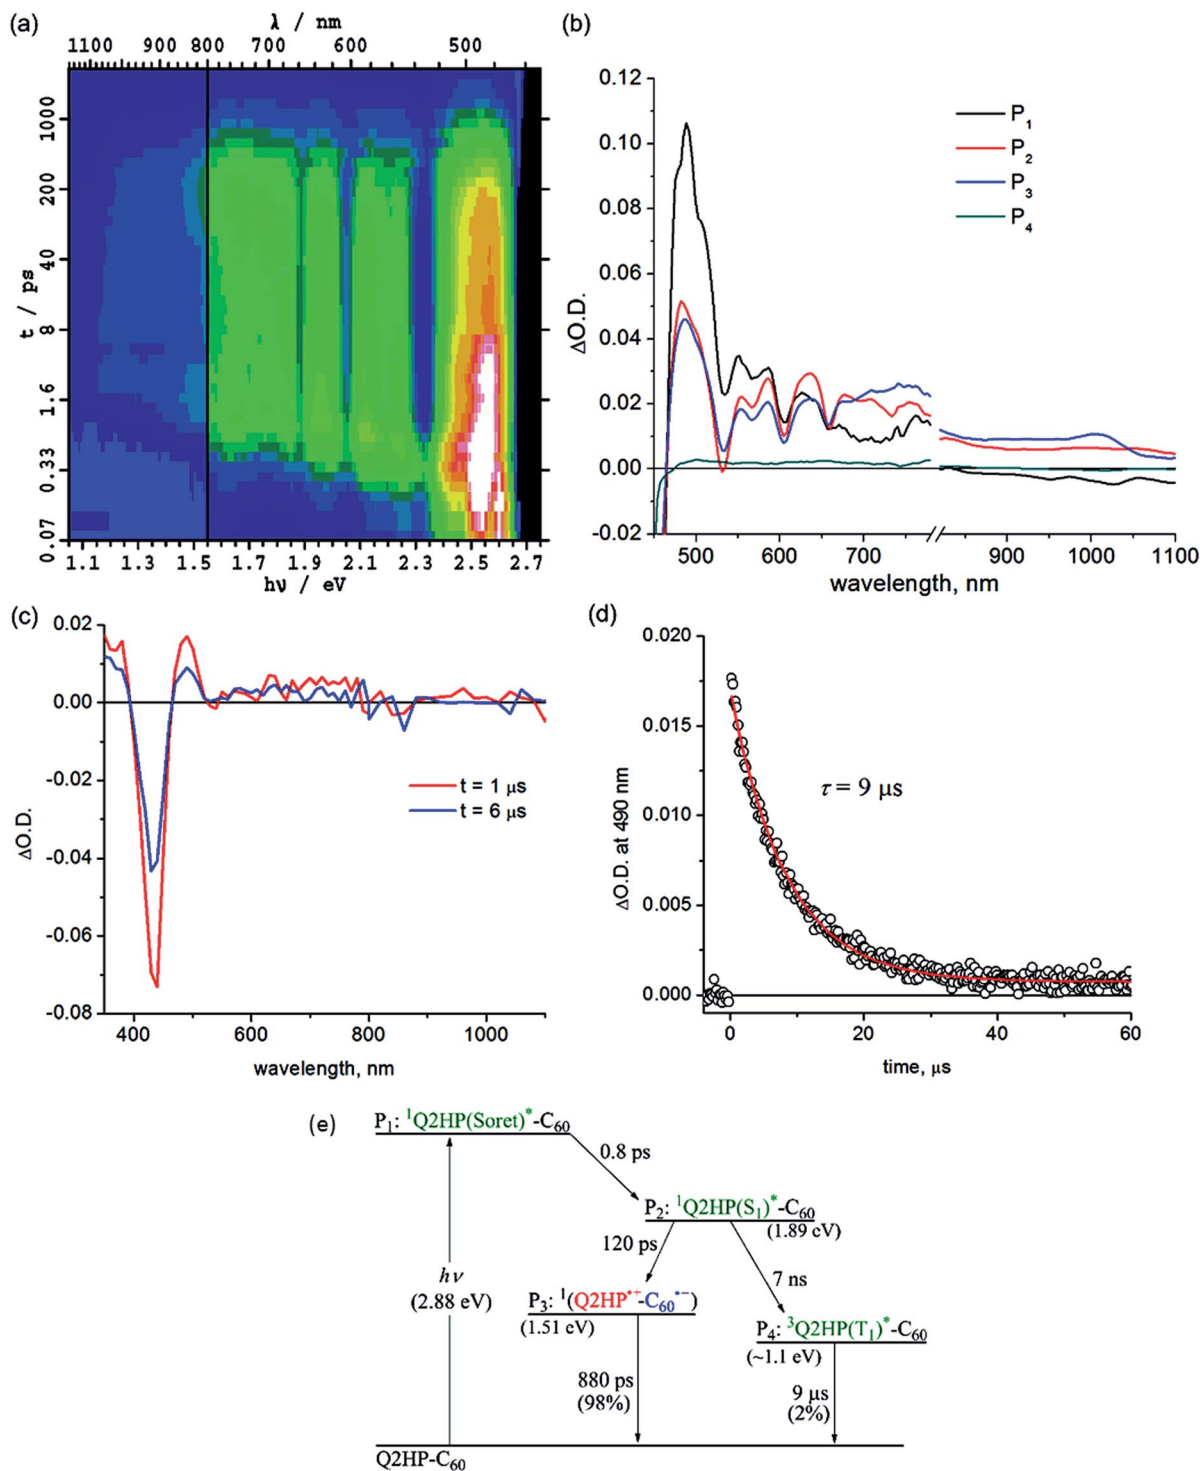 (a)
λ / nm
1100 900 800 700 600 500
t / ps
1000
200
40
8
1.6
0.33
0.07
1.1 1.3 1.5 1.7 1.9 2.1 2.3 2.5 2.7
hυ / eV
(b)
ΔO.D.
0.12
0.10
0.08
0.06
0.04
0.02
0.00
-0.02
P₁
P₂
P₃
P₄
500 600 700 900 1000 1100
wavelength, nm
(c)
ΔO.D.
0.02
0.00
-0.02
-0.04
-0.06
-0.08
t = 1 μs
t = 6 μs
400 600 800 1000
wavelength, nm
(d)
ΔO.D. at 490 nm
0.020
0.015
0.010
0.005
0.000
τ = 9 μs
0 10 20 30 40 50 60
time, μs
(e)
P₁: ¹Q2HP(Soret)*-C₆₀
0.8 ps
P₂: ¹Q2HP(S₁)*-C₆₀
(1.89 eV)
120 ps
7 ns
hν
(2.88 eV)
P₃: ¹(Q2HP•⁺-C₆₀•⁻)
(1.51 eV)
P₄: ³Q2HP(T₁)*-C₆₀
(~1.1 eV)
880 ps
(98%)
9 μs
(2%)
Q2HP-C₆₀